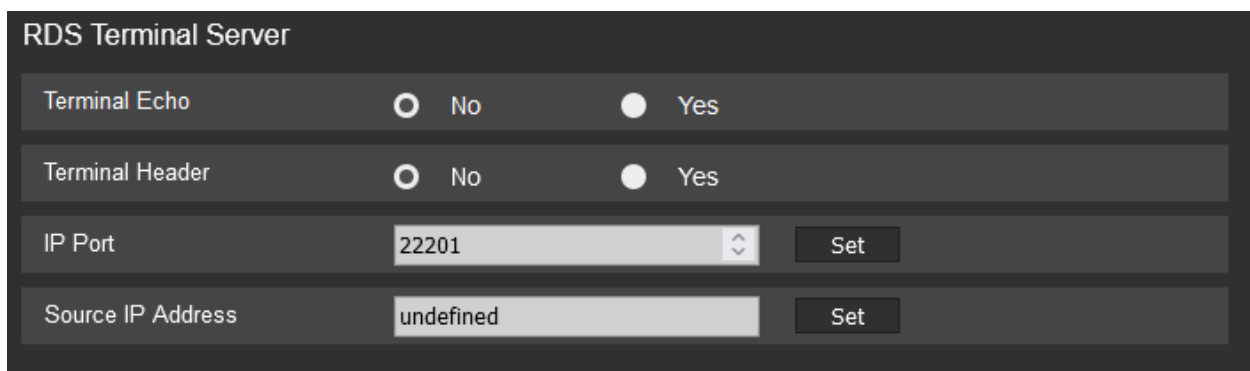 RDS Terminal Server
Terminal Echo No Yes
Terminal Header No Yes
IP Port 22201 Set
Source IP Address undefined Set